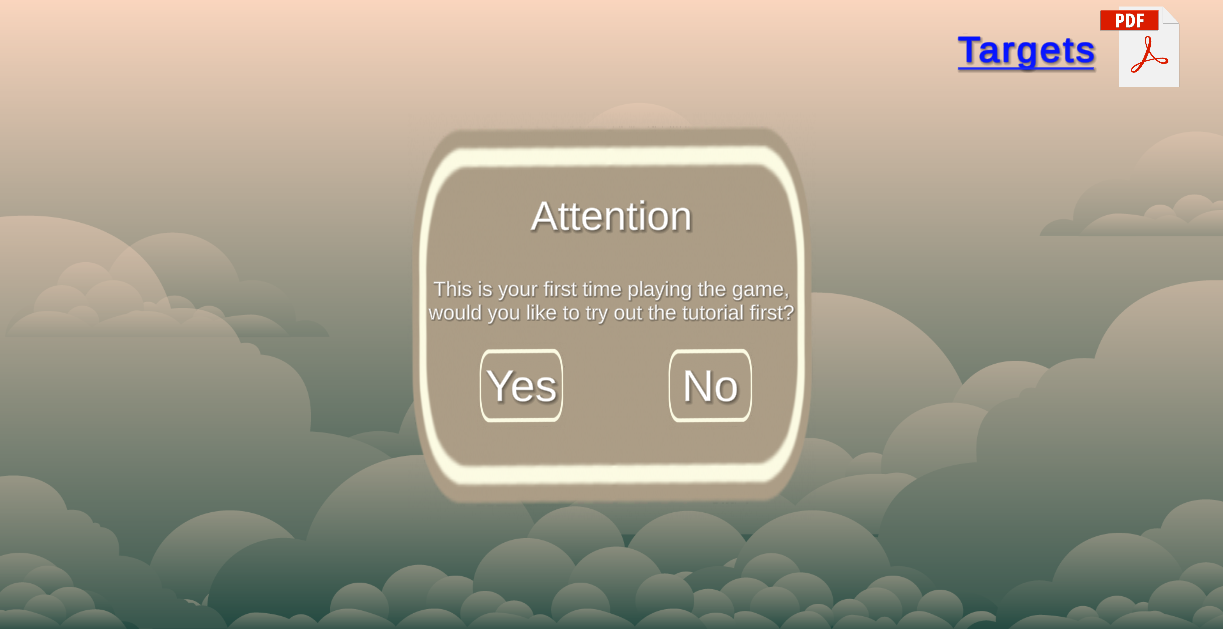 PDF
Targets
Attention
This is your first time playing the game,
would you like to try out the tutorial first?
Yes
No